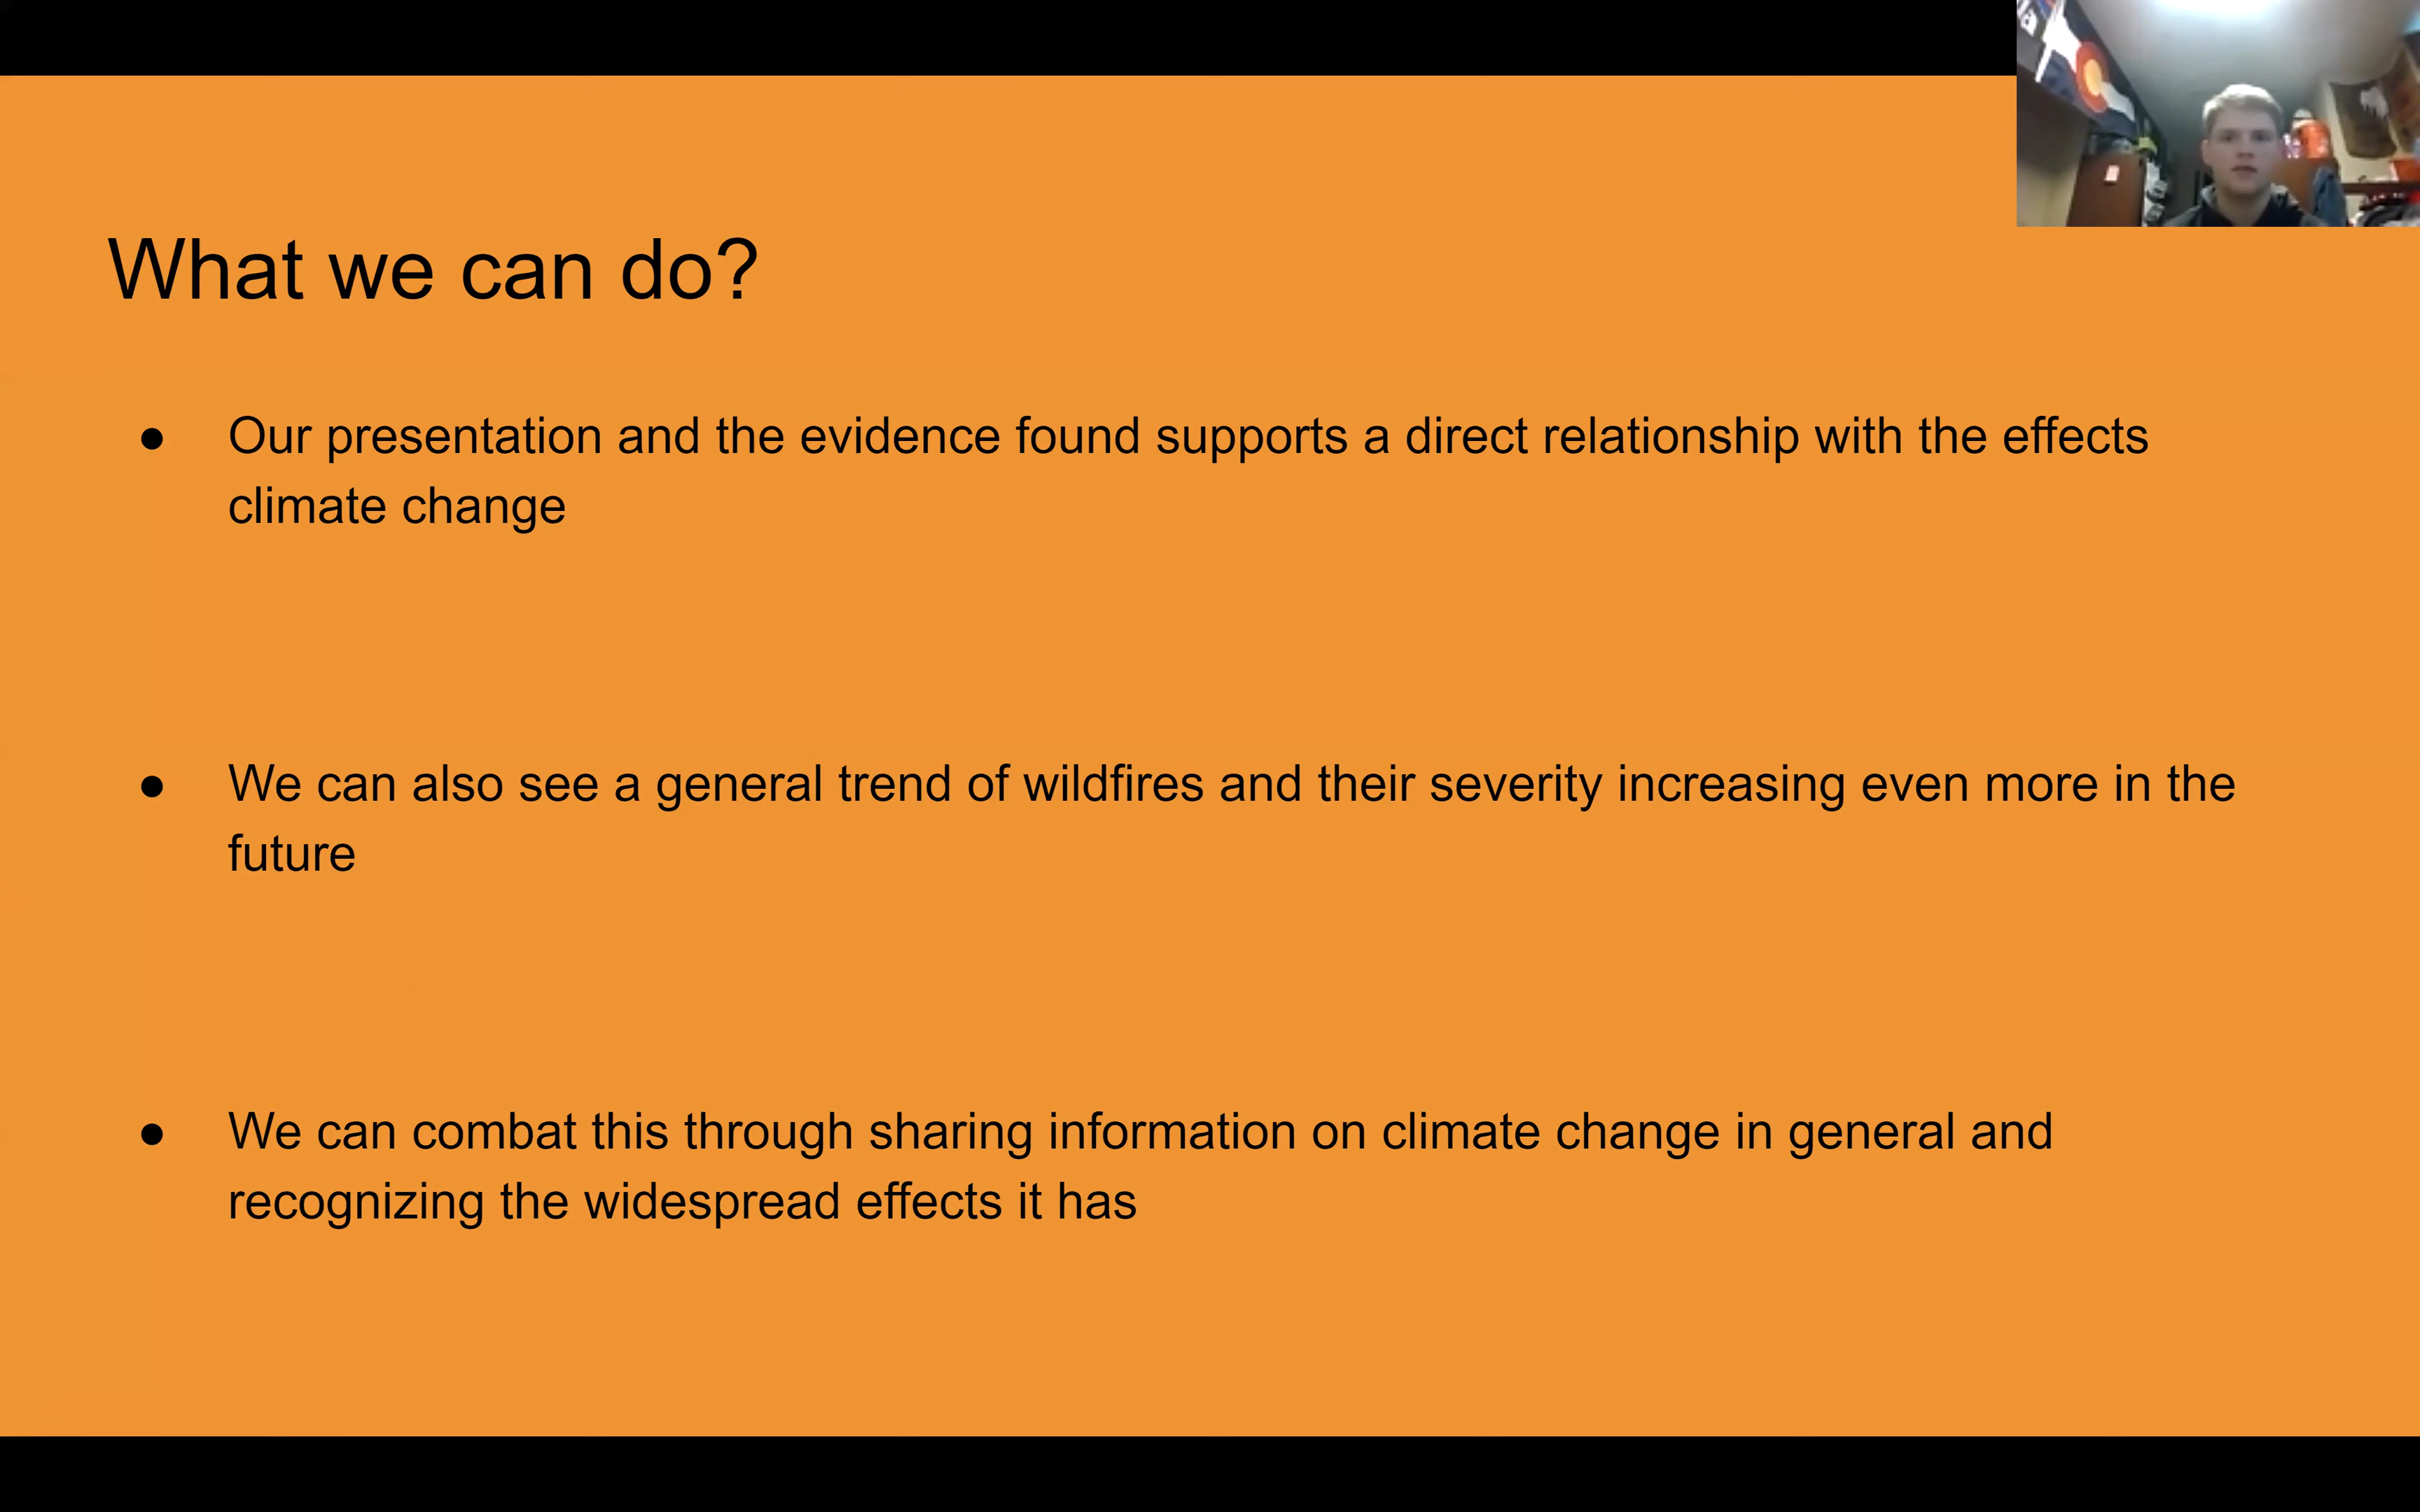 What we can do?
● Our presentation and the evidence found supports a direct relationship with the effects
climate change
● We can also see a general trend of wildfires and their severity increasing even more in the
future
● We can combat this through sharing information on climate change in general and
recognizing the widespread effects it has